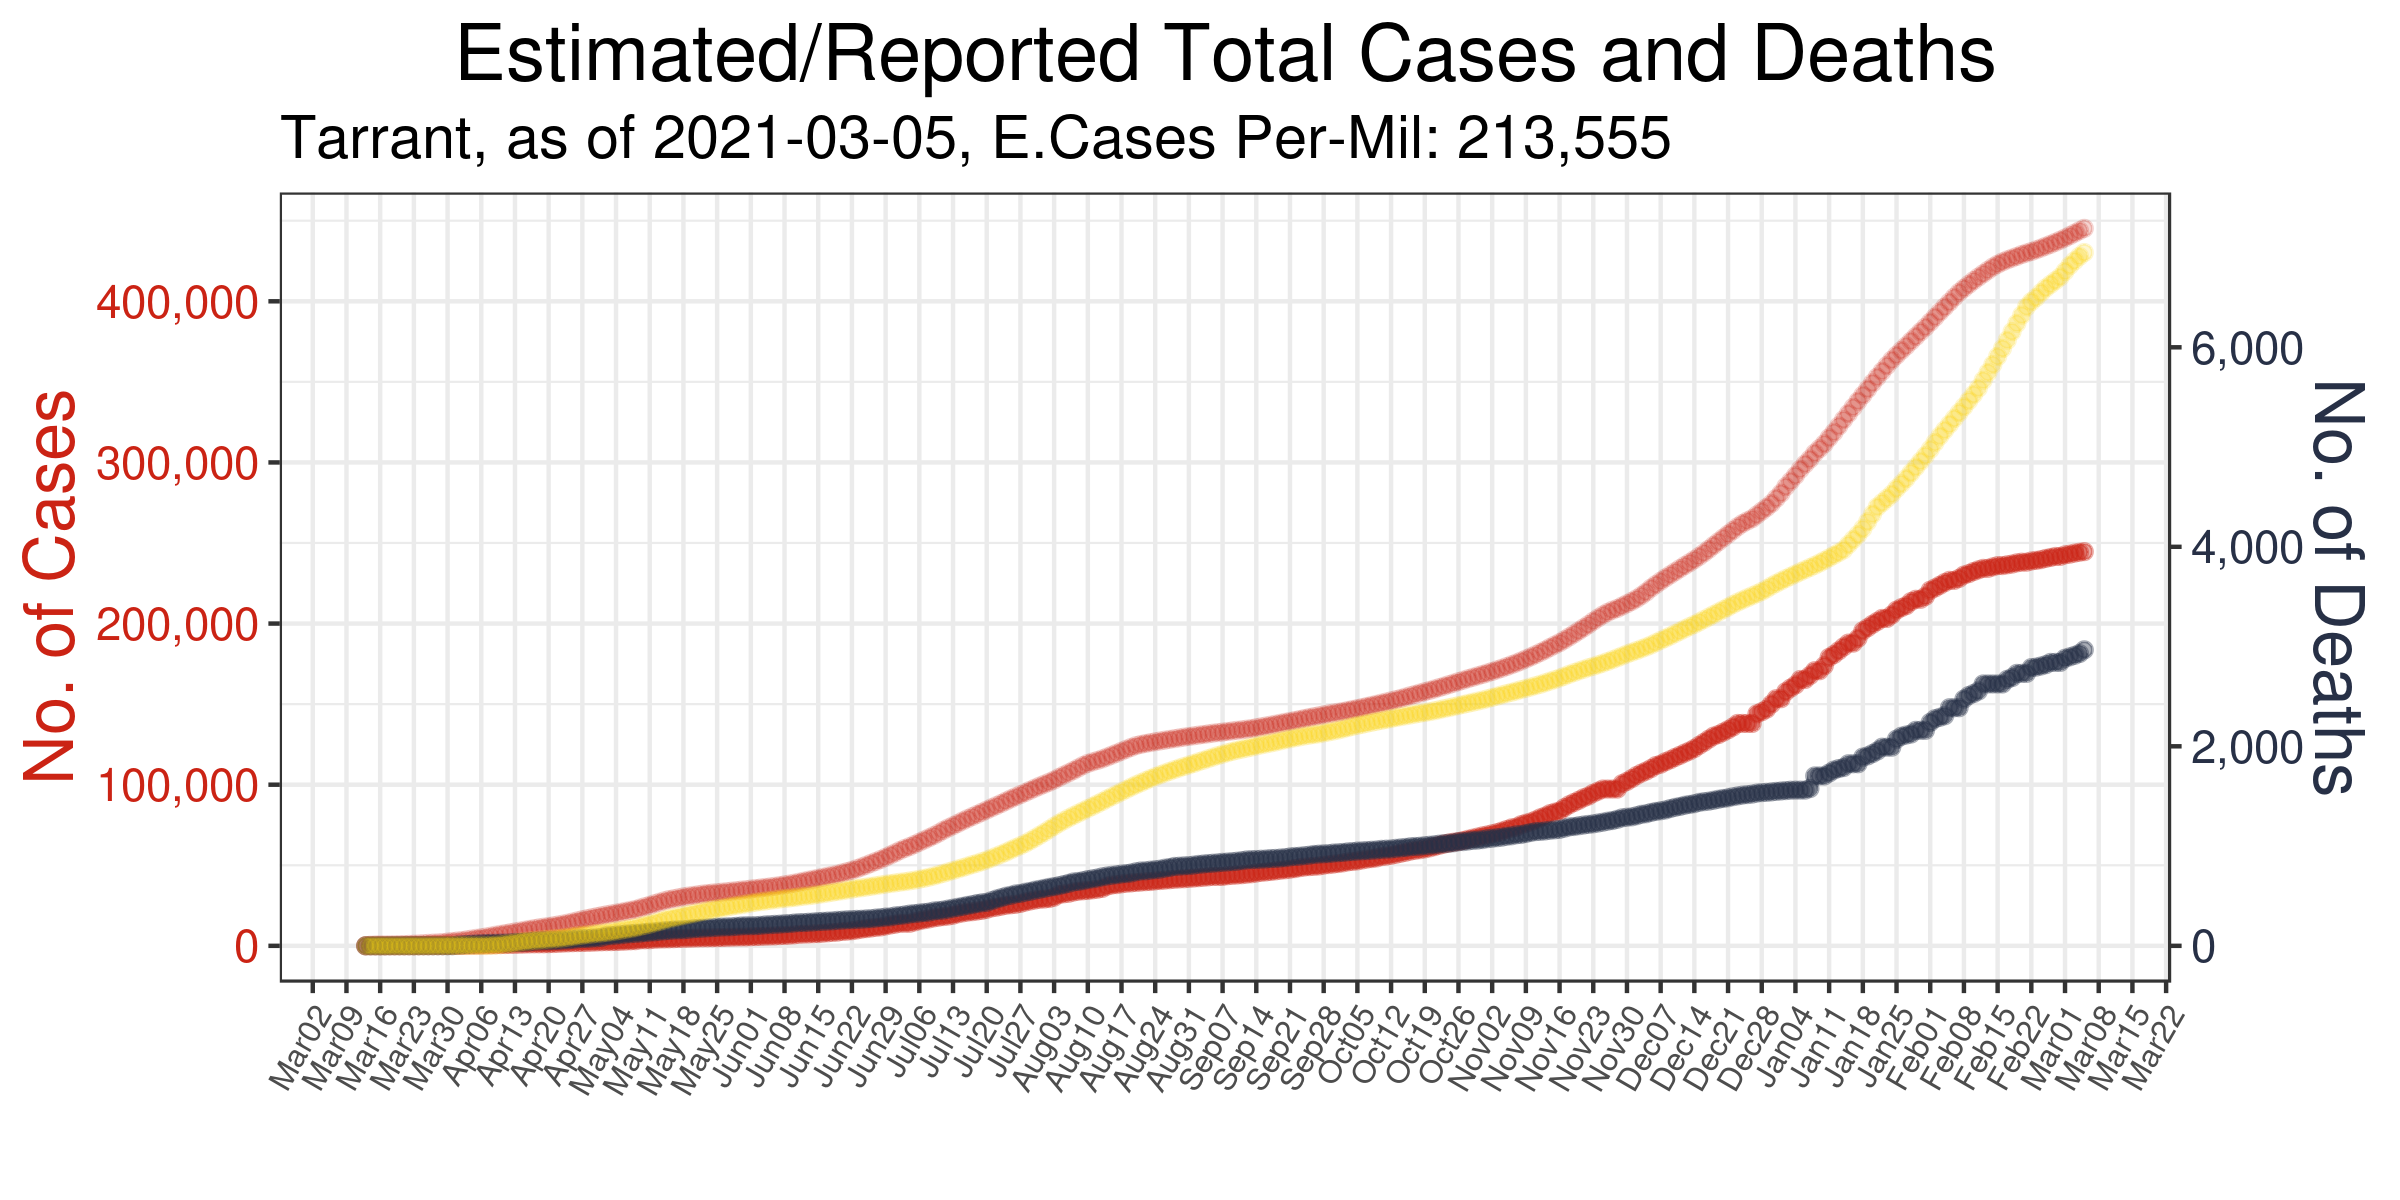 Estimated/Reported Total Cases and Deaths
Tarrant, as of 2021-03-05, E.Cases Per-Mil: 213,555
No. of Cases
400,000
300,000
200,000
100,000
0
6,000
4,000
2,000
0
No. of Deaths
Mar02
Mar09
Mar16
Mar23
Mar30
Apr06
Apr13
Apr20
Apr27
May04
May11
May18
May25
Jun01
Jun08
Jun15
Jun22
Jun29
Jul06
Jul13
Jul20
Jul27
Aug03
Aug10
Aug17
Aug24
Aug31
Sep07
Sep14
Sep21
Sep28
Oct05
Oct12
Oct19
Oct26
Nov02
Nov09
Nov16
Nov23
Nov30
Dec07
Dec14
Dec21
Dec28
Jan04
Jan11
Jan18
Jan25
Feb01
Feb08
Feb15
Feb22
Mar01
Mar08
Mar15
Mar22